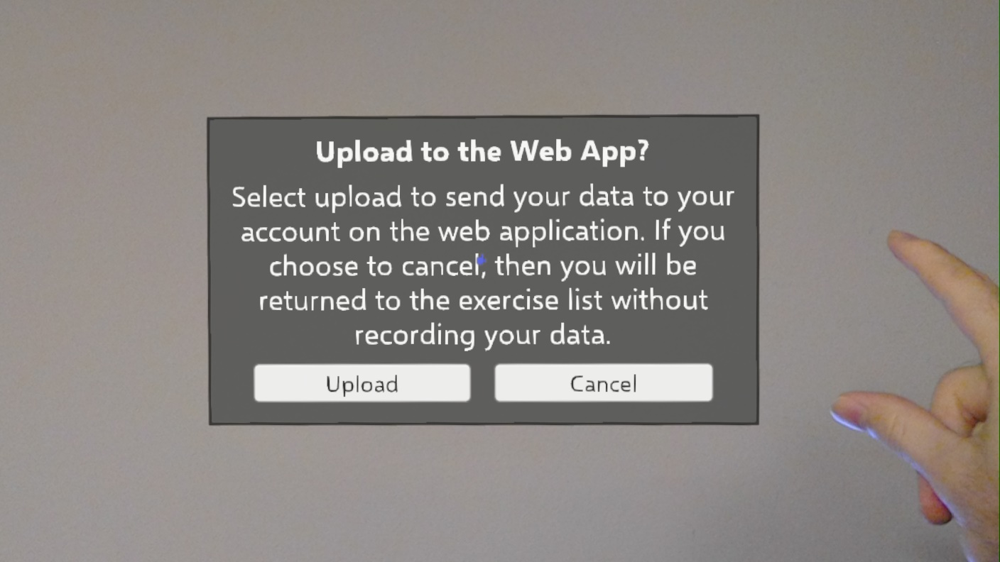 Upload to the Web App?
Select upload to send your data to your
account on the web application. If you
choose to cancel, then you will be
returned to the exercise list without
recording your data.
Upload
Cancel